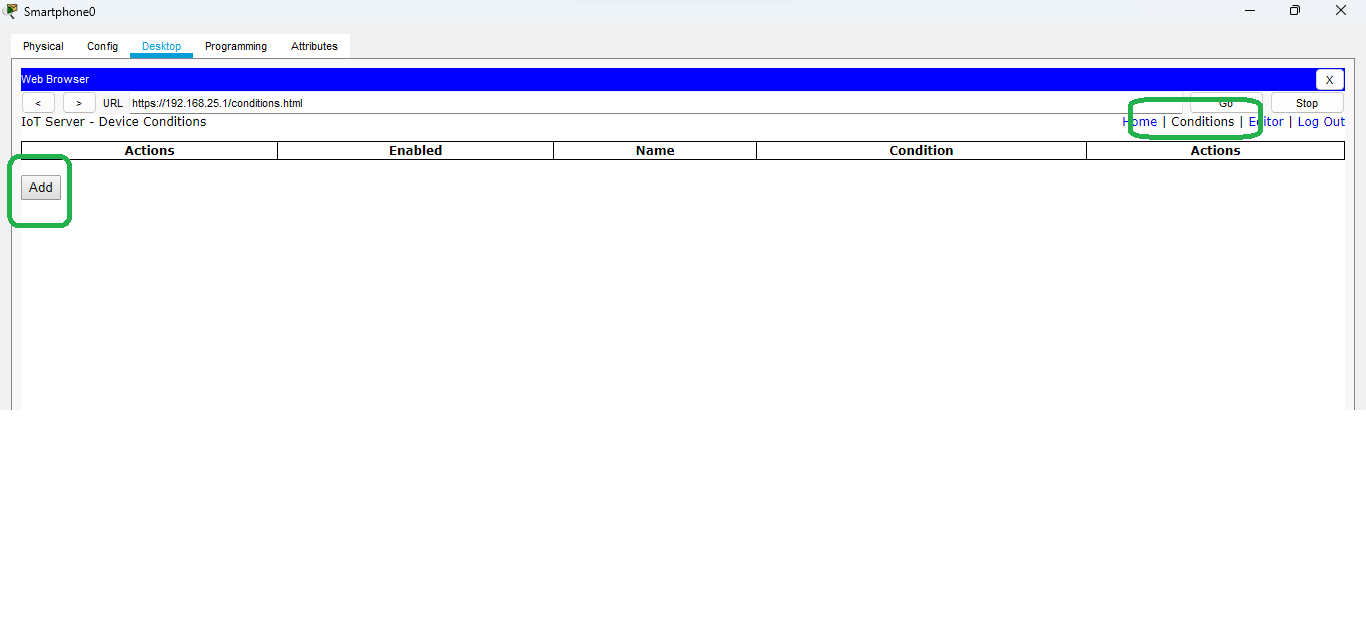 Smartphone0
Physical Config Desktop Programming Attributes
Web Browser X
< > URL https://192.168.25.1/conditions.html Go Stop
IoT Server - Device Conditions Home | Conditions | Editor | Log Out
Actions Enabled Name Condition Actions
Add